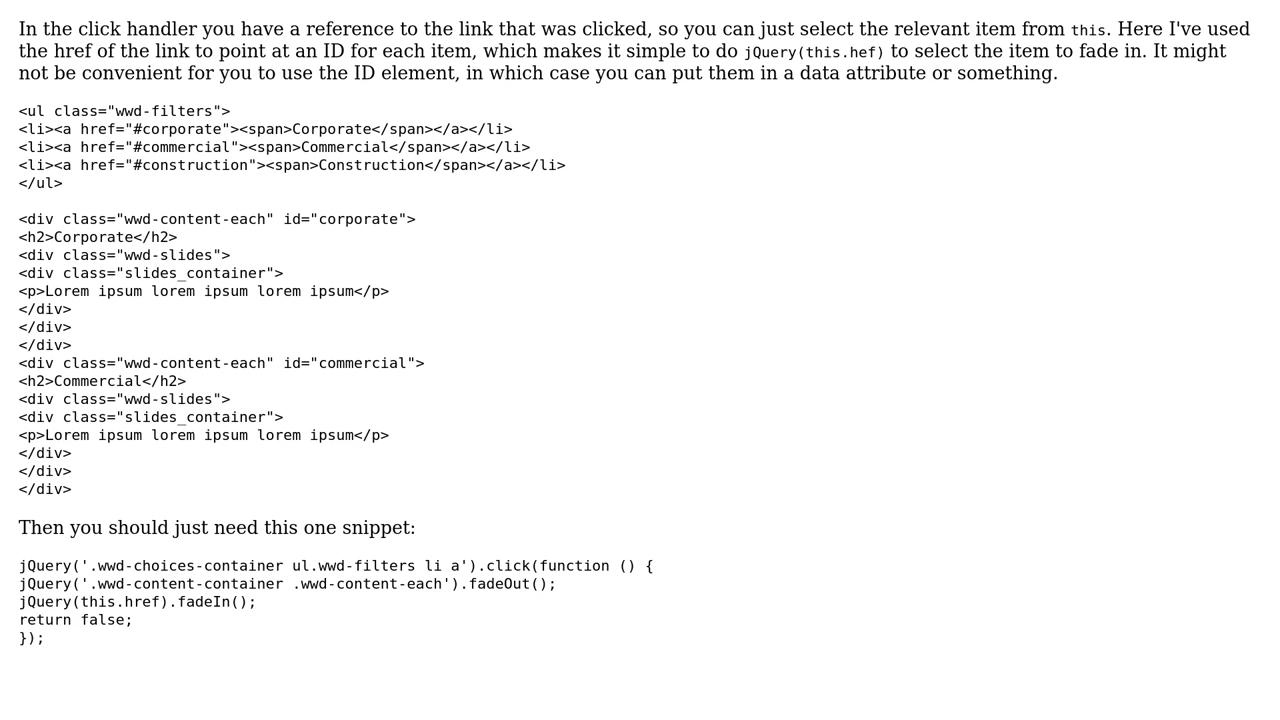 In the click handler you have a reference to the link that was clicked, so you can just select the relevant item from this. Here I've used
the href of the link to point at an ID for each item, which makes it simple to do jQuery(this.hef) to select the item to fade in. It might
not be convenient for you to use the ID element, in which case you can put them in a data attribute or something.
<ul class="wwd-filters">
<li><a href="#corporate"><span>Corporate</span></a></li>
<li><a href="#commercial"><span>Commercial</span></a></li>
<li><a href="#construction"><span>Construction</span></a></li>
</ul>
<div class="wwd-content-each" id="corporate">
<h2>Corporate</h2>
<div class="wwd-slides">
<div class="slides_container">
<p>Lorem ipsum lorem ipsum lorem ipsum</p>
</div>
</div>
</div>
<div class="wwd-content-each" id="commercial">
<h2>Commercial</h2>
<div class="wwd-slides">
<div class="slides_container">
<p>Lorem ipsum lorem ipsum lorem ipsum</p>
</div>
</div>
</div>
Then you should just need this one snippet:
jQuery('.wwd-choices-container ul.wwd-filters li a').click(function () {
jQuery('.wwd-content-container .wwd-content-each').fadeOut();
jQuery(this.href).fadeIn();
return false;
});